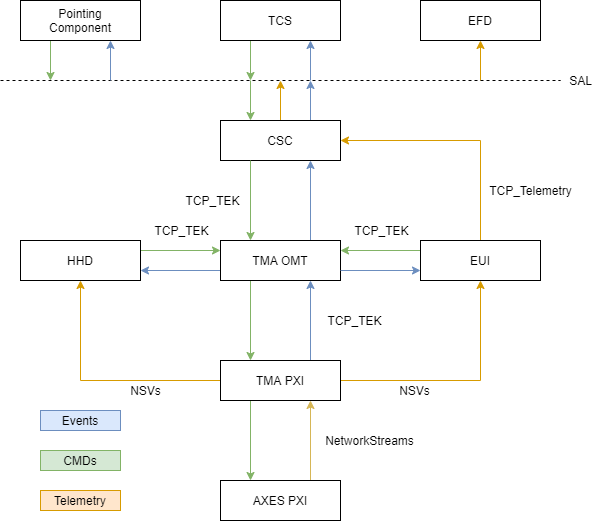 Pointing
Component
TCS
EFD
SAL
CSC
TCP_TEK
TCP_Telemetry
TCP_TEK
TCP_TEK
HHD
TMA OMT
EUI
TCP_TEK
NSVs
TMA PXI
NSVs
Events
NetworkStreams
CMDs
Telemetry
AXES PXI